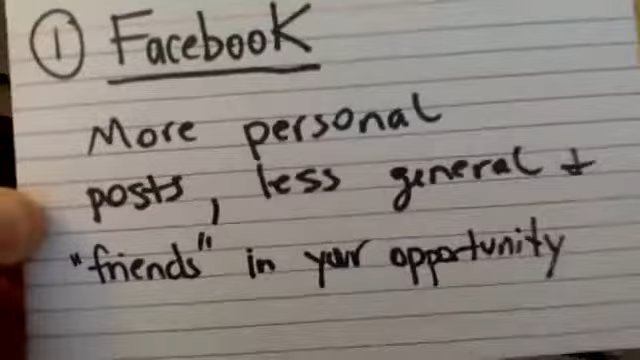 ① Facebook
More personal
posts, less general +
"friends" in your opportunity